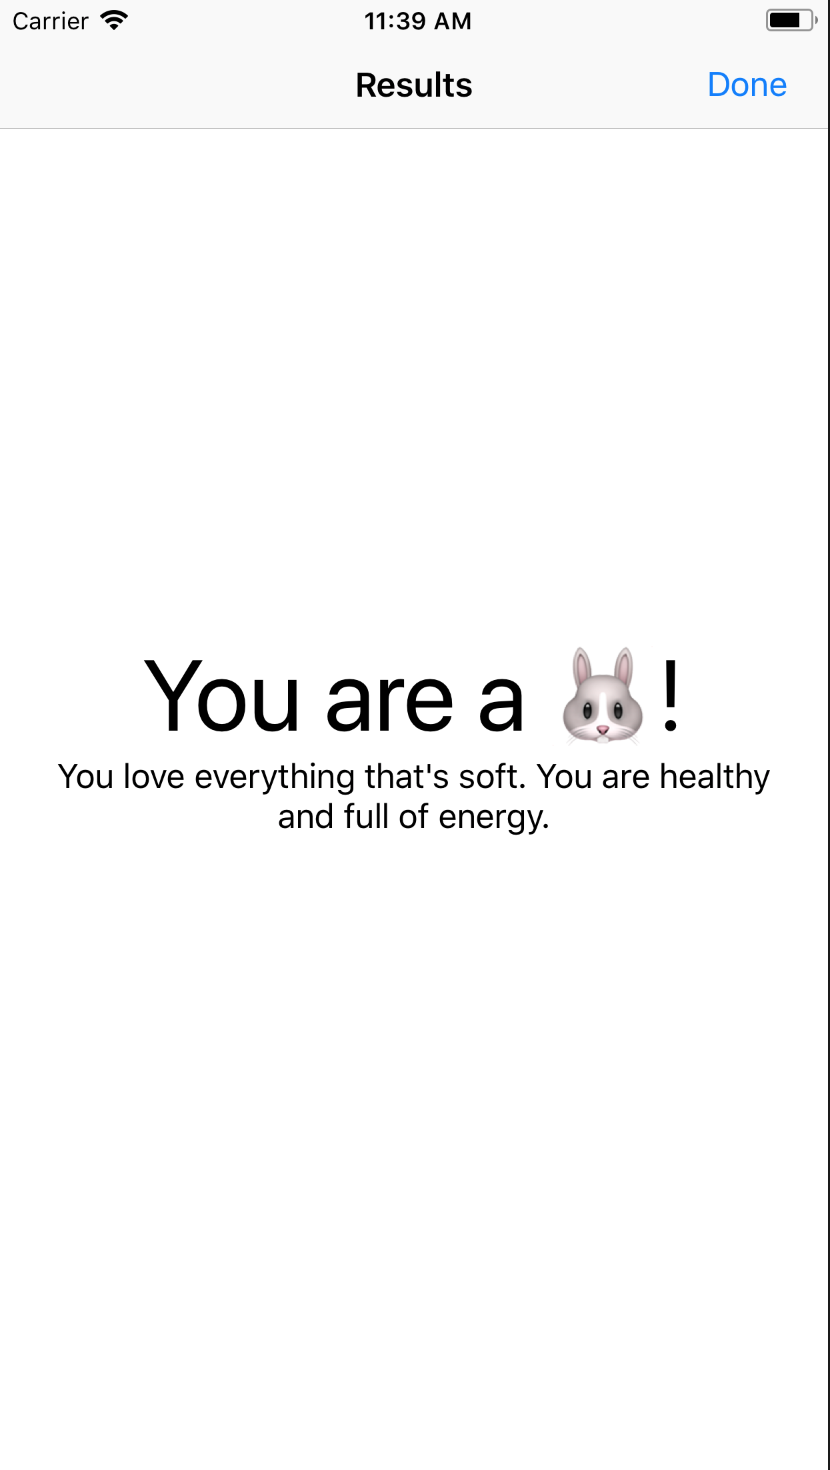 Carrier
11:39 AM
Results
Done
You are a 🐰!
You love everything that's soft. You are healthy
and full of energy.